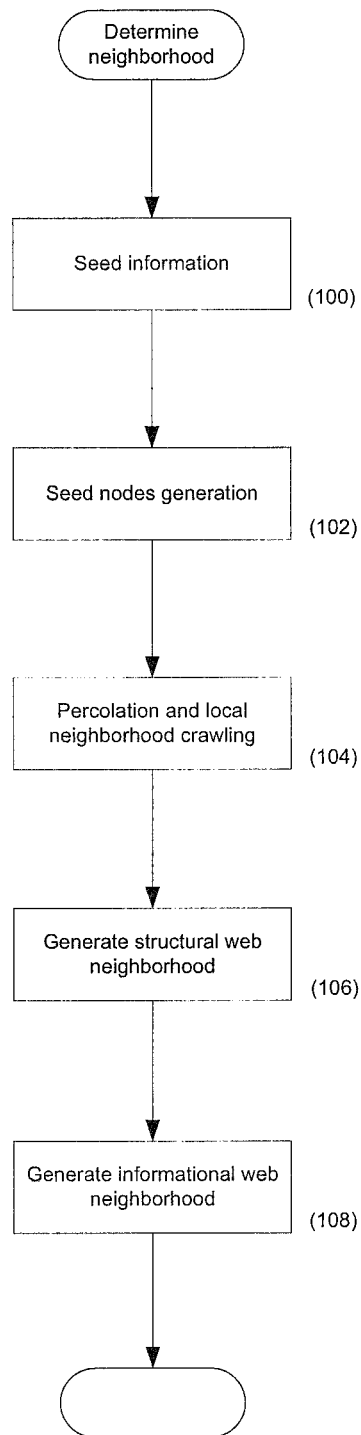 Determine
neighborhood
Seed information
(100)
Seed nodes generation
(102)
Percolation and local
neighborhood crawling
(104)
Generate structural web
neighborhood
(106)
Generate informational web
neighborhood
(108)